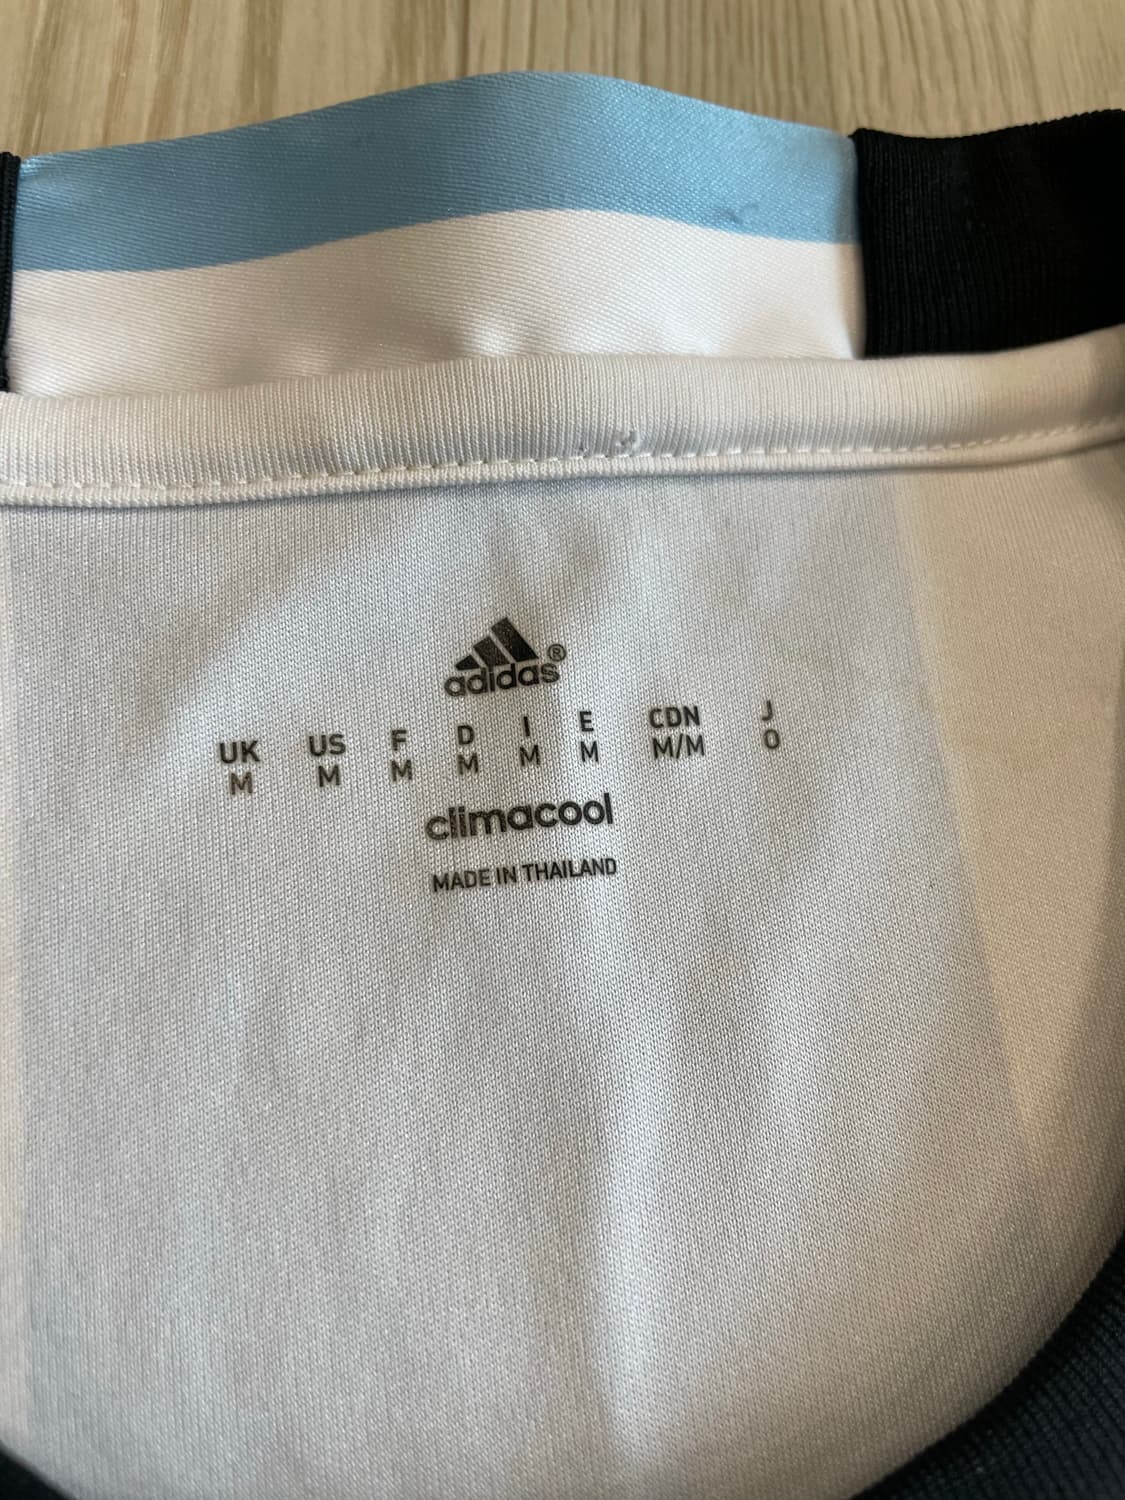 adidas®
UK US F D I E CDN J
M M M M M M M/M O
climacool
MADE IN THAILAND